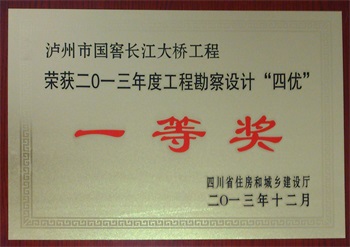 泸州市国窖长江大桥工程
荣获二〇一三年度工程勘察设计“四优”
一等奖
四川省住房和城乡建设厅
二〇一三年十二月